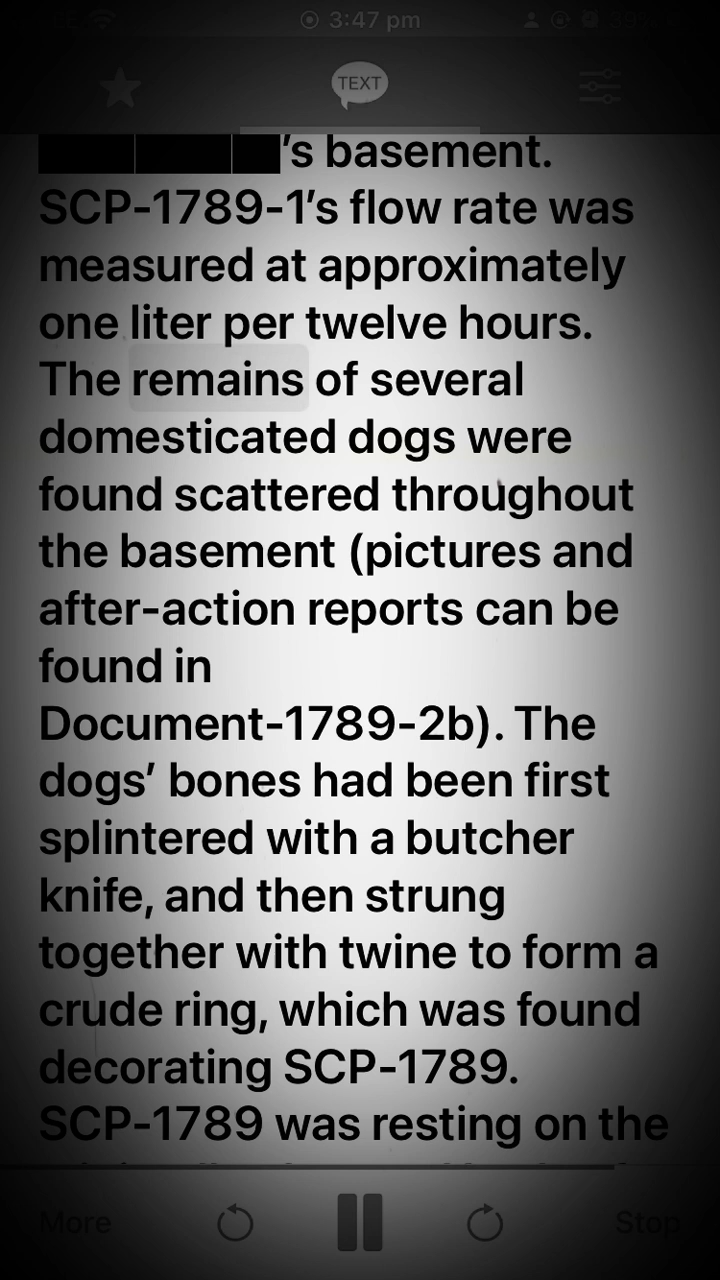 3:47 pm
TEXT
██████'s basement.
SCP-1789-1's flow rate was
measured at approximately
one liter per twelve hours.
The remains of several
domesticated dogs were
found scattered throughout
the basement (pictures and
after-action reports can be
found in
Document-1789-2b). The
dogs' bones had been first
splintered with a butcher
knife, and then strung
together with twine to form a
crude ring, which was found
decorating SCP-1789.
SCP-1789 was resting on the
More
Stop